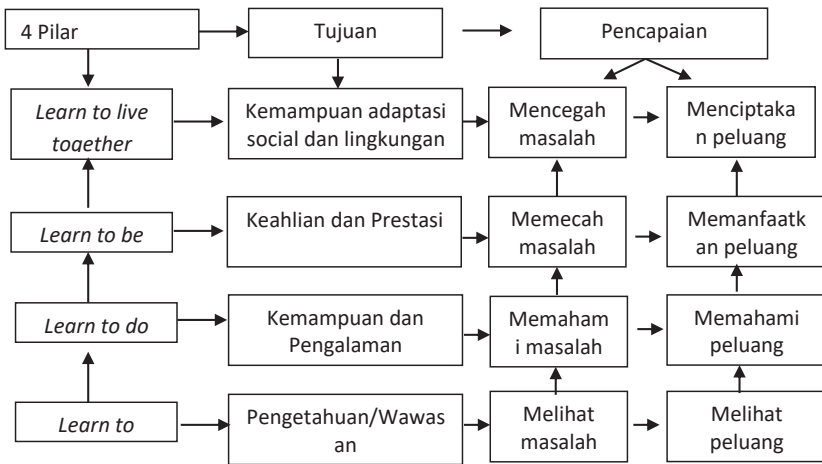 4 Pilar
Tujuan
Pencapaian
Learn to live
together
Kemampuan adaptasi
social dan lingkungan
Mencegah
masalah
Menciptaka
n peluang
Learn to be
Keahlian dan Prestasi
Memecah
masalah
Memanfaatk
an peluang
Learn to do
Kemampuan dan
Pengalaman
Memaham
i masalah
Memahami
peluang
Learn to
Pengetahuan/Wawas
an
Melihat
masalah
Melihat
peluang